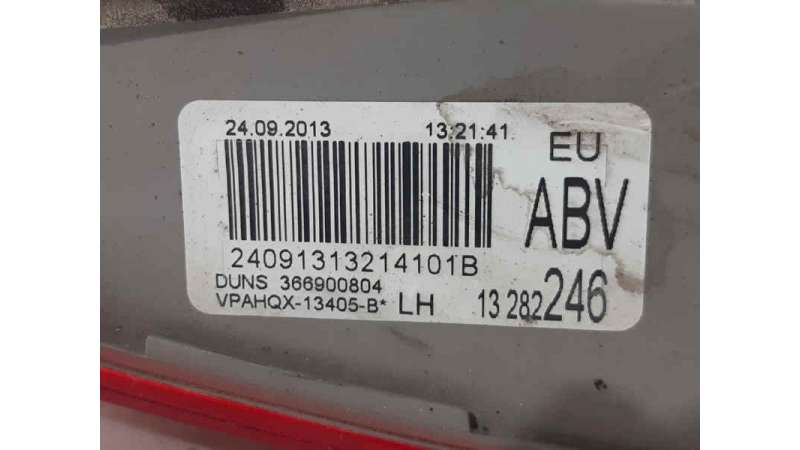 24.09.2013 13:21:41
EU
ABV
24091313214101B
DUNS 366900804
VPAHQX-13405-B* LH 13 282 246